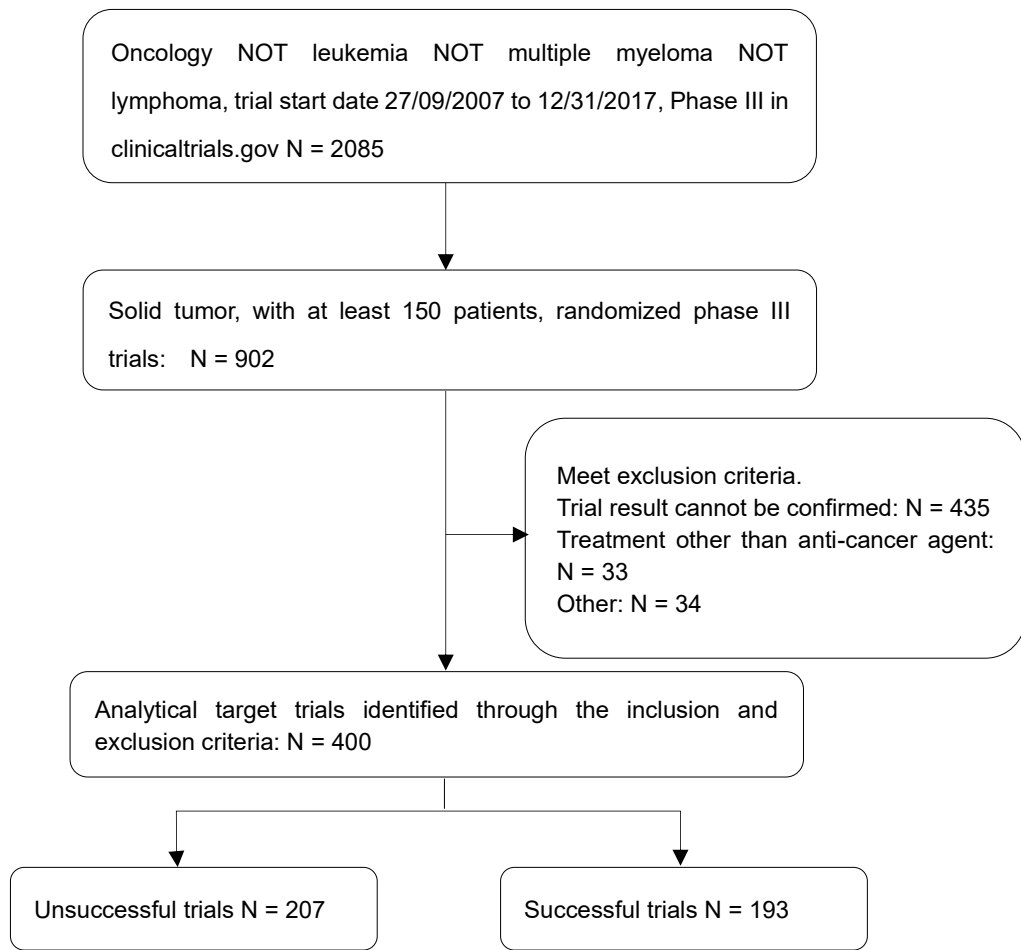 Oncology NOT leukemia NOT multiple myeloma NOT
lymphoma, trial start date 27/09/2007 to 12/31/2017, Phase III in
clinicaltrials.gov N = 2085
Solid tumor, with at least 150 patients, randomized phase III
trials: N = 902
Meet exclusion criteria.
Trial result cannot be confirmed: N = 435
Treatment other than anti-cancer agent:
N = 33
Other: N = 34
Analytical target trials identified through the inclusion and
exclusion criteria: N = 400
Unsuccessful trials N = 207
Successful trials N = 193